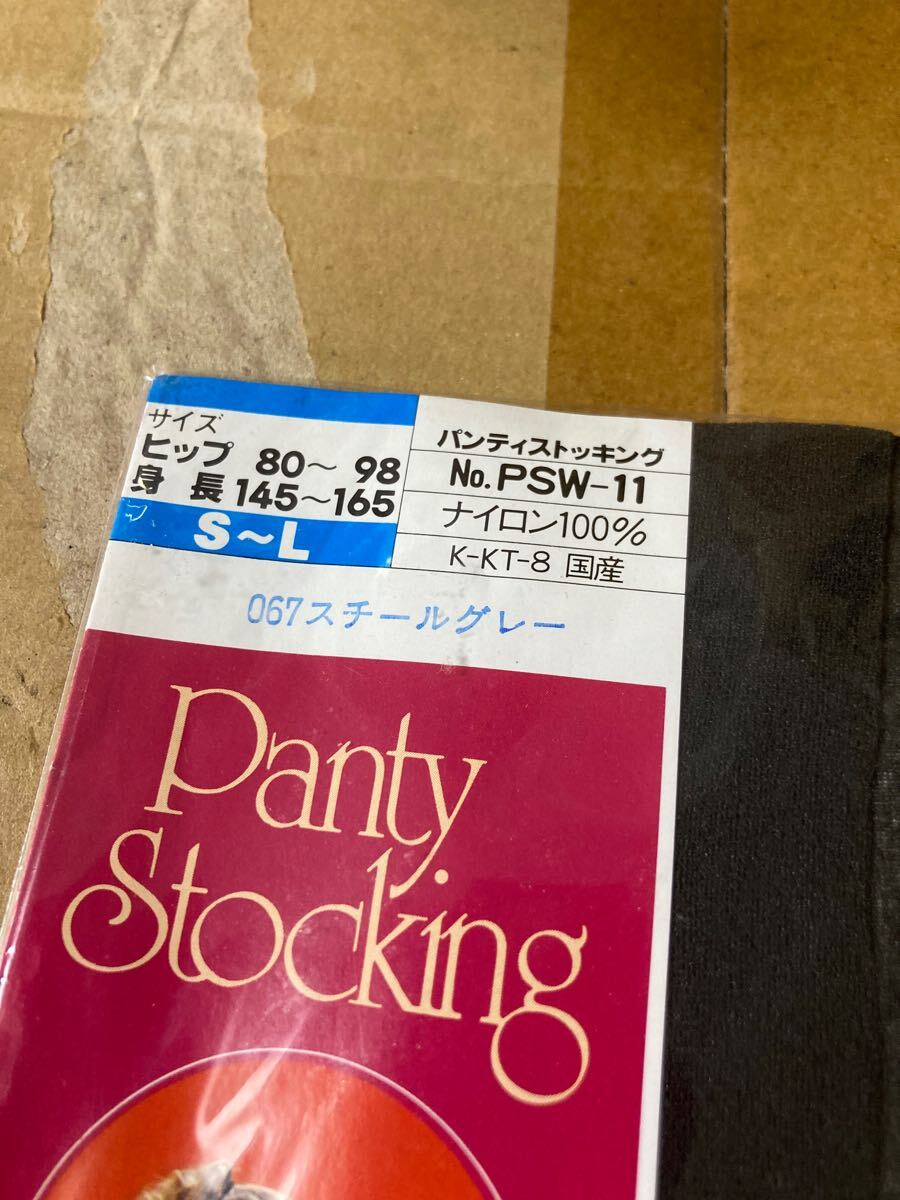 サイズ
ヒップ 80～98
身長 145～165
S～L
パンティストッキング
No. PSW-11
ナイロン100%
K-KT-8 国産
067スチールグレー
Panty
Stocking